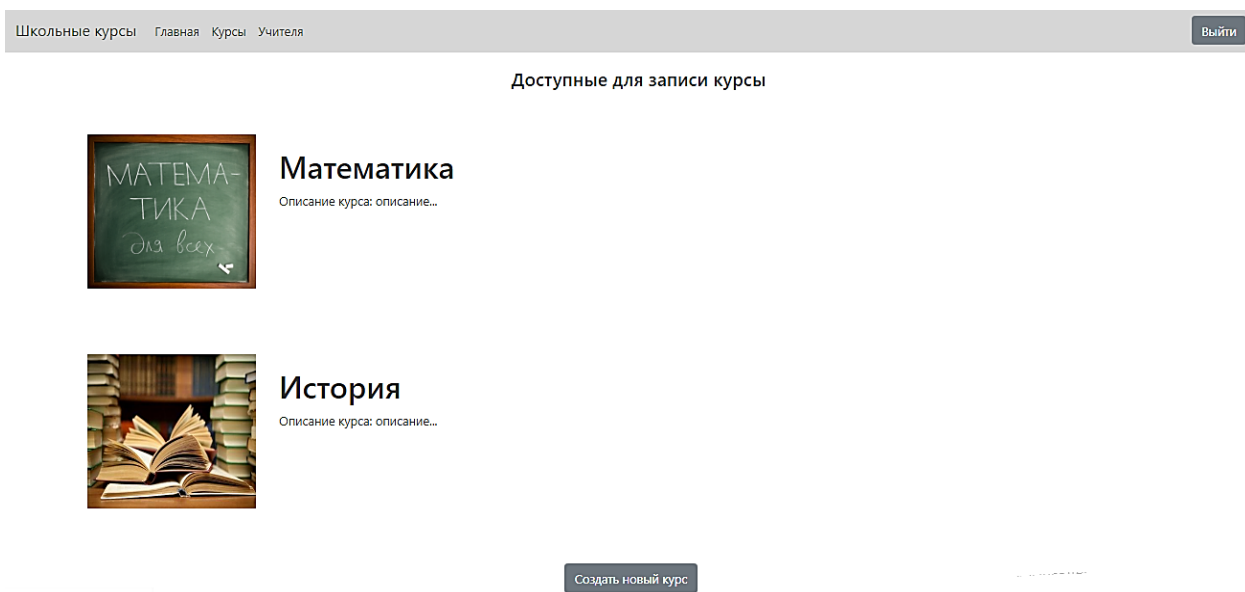 Школьные курсы Главная Курсы Учителя Выйти
Доступные для записи курсы
МАТЕМА-
ТИКА
для всех
Математика
Описание курса: описание...
История
Описание курса: описание...
Создать новый курс